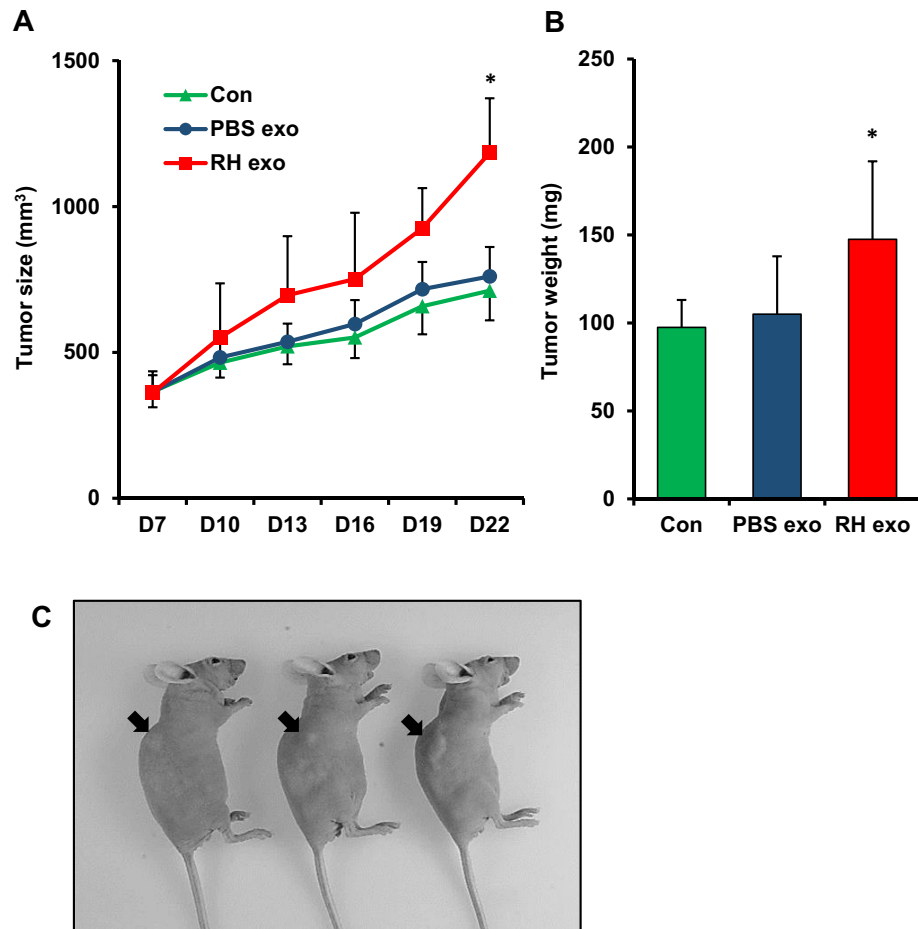 A
Tumor size (mm³)
1500
1000
500
0
Con
PBS exo
RH exo
*
D7 D10 D13 D16 D19 D22
B
Tumor weight (mg)
250
200
150
100
50
0
*
Con PBS exo RH exo
C